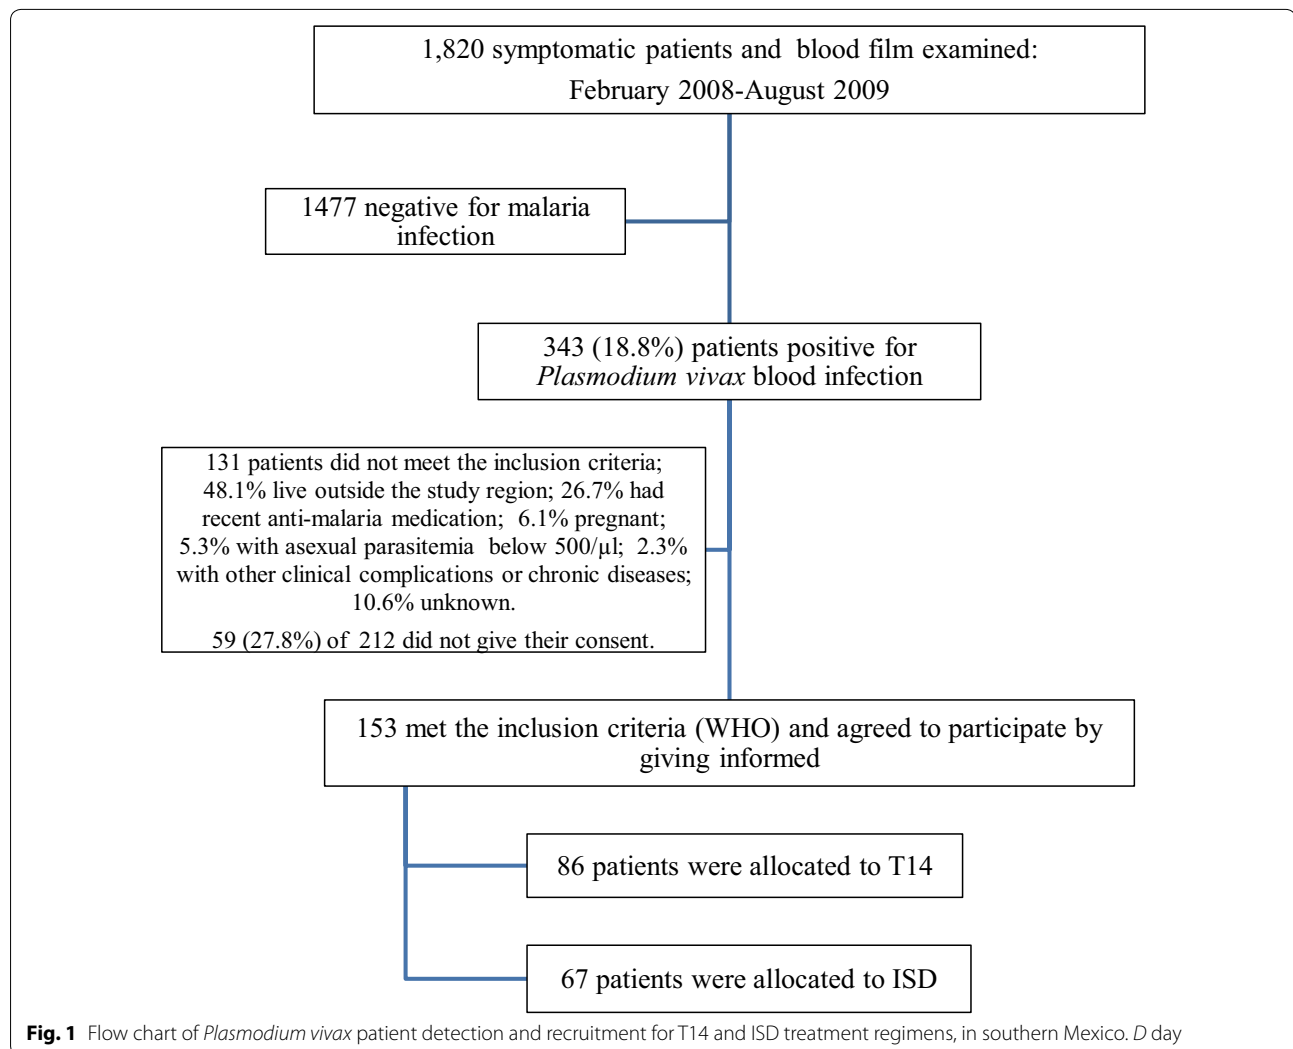 1,820 symptomatic patients and blood film examined:
February 2008-August 2009
1477 negative for malaria
infection
343 (18.8%) patients positive for
Plasmodium vivax blood infection
131 patients did not meet the inclusion criteria;
48.1% live outside the study region; 26.7% had
recent anti-malaria medication; 6.1% pregnant;
5.3% with asexual parasitemia below 500/µl; 2.3%
with other clinical complications or chronic diseases;
10.6% unknown.
59 (27.8%) of 212 did not give their consent.
153 met the inclusion criteria (WHO) and agreed to participate by
giving informed
86 patients were allocated to T14
67 patients were allocated to ISD
Fig. 1 Flow chart of Plasmodium vivax patient detection and recruitment for T14 and ISD treatment regimens, in southern Mexico. D day